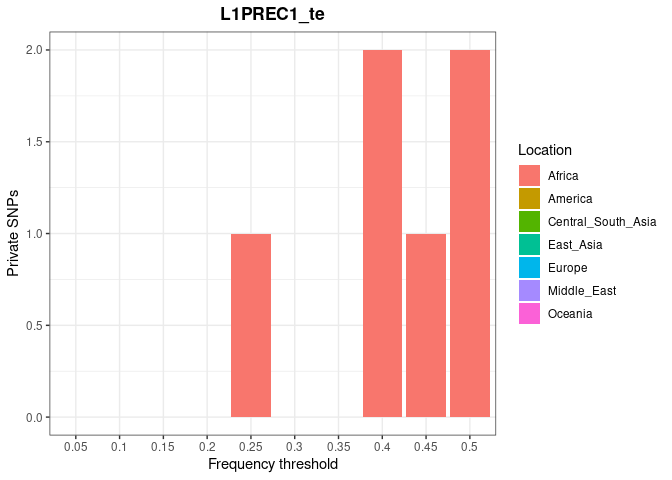 L1PREC1_te
Private SNPs
2.0
1.5
1.0
0.5
0.0
0.05 0.1 0.15 0.2 0.25 0.3 0.35 0.4 0.45 0.5
Frequency threshold
Location
Africa
America
Central_South_Asia
East_Asia
Europe
Middle_East
Oceania